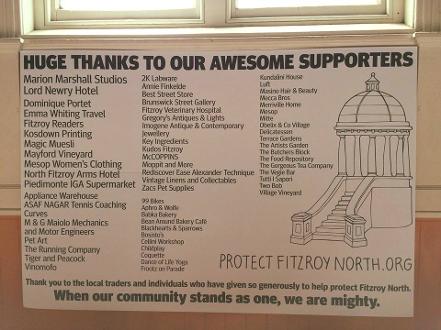 HUGE THANKS TO OUR AWESOME SUPPORTERS
Marion Marshall Studios
Lord Newry Hotel
Dominique Portet
Emma Whiting Travel
Fitzroy Readers
Kosdown Printing
Magic Muesli
Mayford Vineyard
Mesop Women's Clothing
North Fitzroy Arms Hotel
Piedimonte IGA Supermarket
Appliance Warehouse
ASAF NAGAR Tennis Coaching
Curves
M & G Maiolo Mechanics
and Motor Engineers
Pet Art
The Running Company
Tiger and Peacock
Vinomofo
2K Labware
Annie Finkelde
Best Street Store
Brunswick Street Gallery
Fitzroy Veterinary Hospital
Gregory's Antiques & Lights
Imogene Antique & Contemporary
Jewellery
Key Ingredients
Kudos Fitzroy
McCOPPINS
Moppit and More
Rediscover Ease Alexander Technique
Vintage Linens and Collectables
Zacs Pet Supplies
99 Bikes
Aphro & Wolfe
Babka Bakery
Bean Around Bakery Café
Blackhearts & Sparrows
Cellini Workshop
Childplay
Coquette
Dance of Life Yoga
Frootz on Parade
Kundalini House
Luft
Masino Hair & Beauty
Mecca Bros
Merriville Home
Mesop
Mitte
Obelix & Co Village
Delicatessen
Terrace Gardens
The Artists Garden
The Butchers Block
The Food Repository
The Gorgeous Tea Company
The Vegie Bar
Tutti I Sapori
Two Bob
Village Vineyard
PROTECT FITZROY NORTH.ORG
Thank you to the local traders and individuals who have given so generously to help protect Fitzroy North.
When our community stands as one, we are mighty.